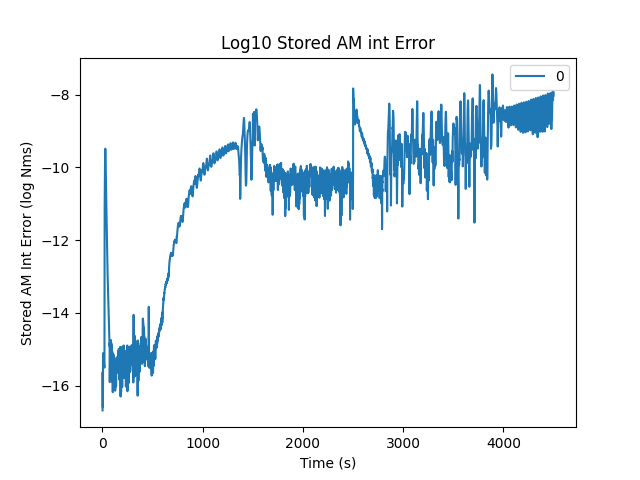 Log10 Stored AM int Error
0
−8
−10
−12
−14
−16
Stored AM Int Error (log Nms)
0 1000 2000 3000 4000
Time (s)